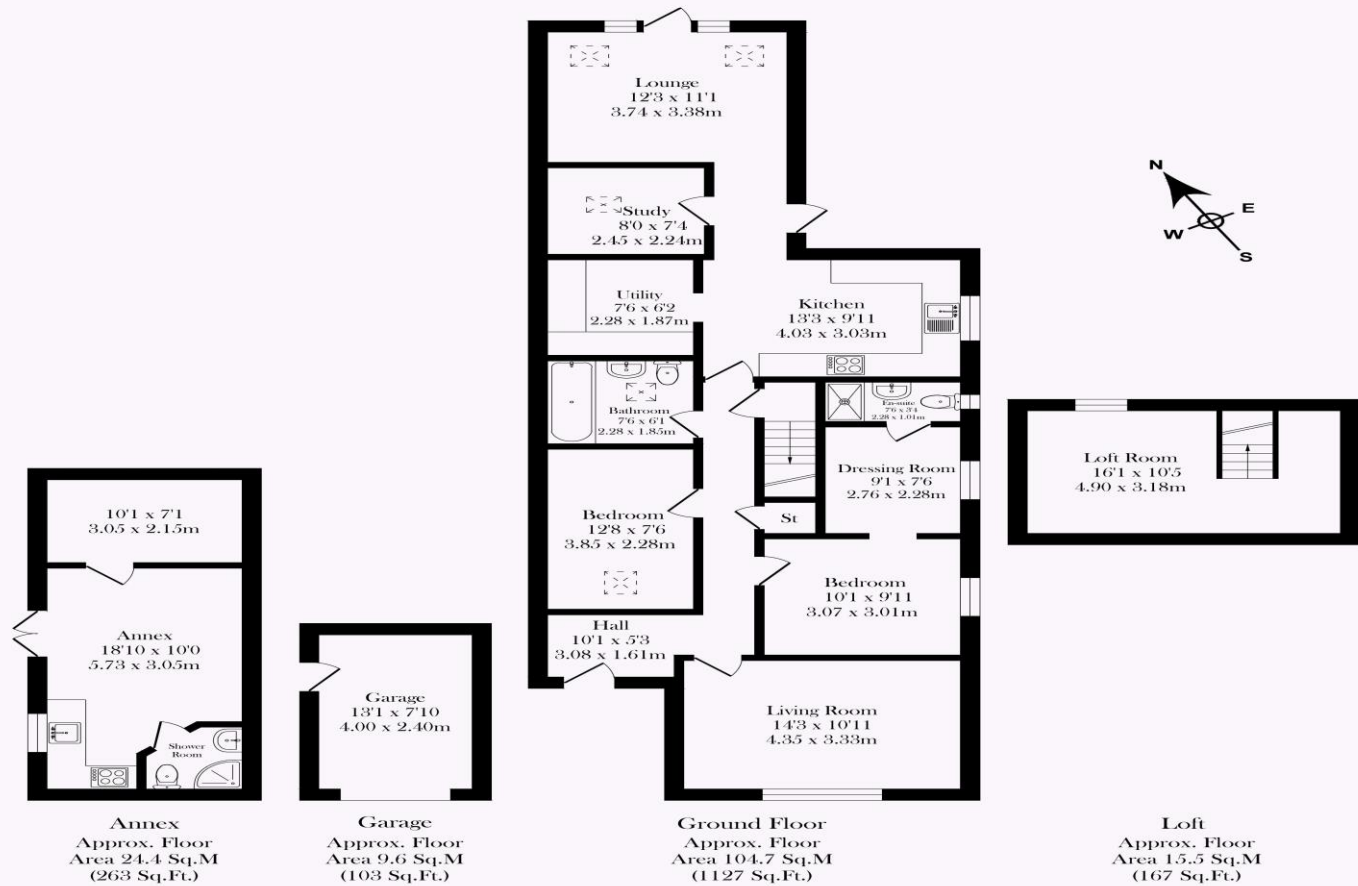 Lounge
12'3 x 11'1
3.74 x 3.38m
N
E
W
S
Study
8'0 x 7'4
2.45 x 2.24m
Utility
7'6 x 6'2
2.28 x 1.87m
Kitchen
13'3 x 9'11
4.03 x 3.03m
Bathroom
7'6 x 6'1
2.28 x 1.85m
En-suite
7'6 x 3'4
2.28 x 1.01m
Dressing Room
9'1 x 7'6
2.76 x 2.28m
Loft Room
16'1 x 10'5
4.90 x 3.18m
10'1 x 7'1
3.05 x 2.15m
Bedroom
12'8 x 7'6
3.85 x 2.28m
St
Bedroom
10'1 x 9'11
3.07 x 3.01m
Annex
18'10 x 10'0
5.73 x 3.05m
Hall
10'1 x 5'3
3.08 x 1.61m
Garage
13'1 x 7'10
4.00 x 2.40m
Living Room
14'3 x 10'11
4.35 x 3.33m
Shower
Room
Annex
Approx. Floor
Area 24.4 Sq.M
(263 Sq.Ft.)
Garage
Approx. Floor
Area 9.6 Sq.M
(103 Sq.Ft.)
Ground Floor
Approx. Floor
Area 104.7 Sq.M
(1127 Sq.Ft.)
Loft
Approx. Floor
Area 15.5 Sq.M
(167 Sq.Ft.)